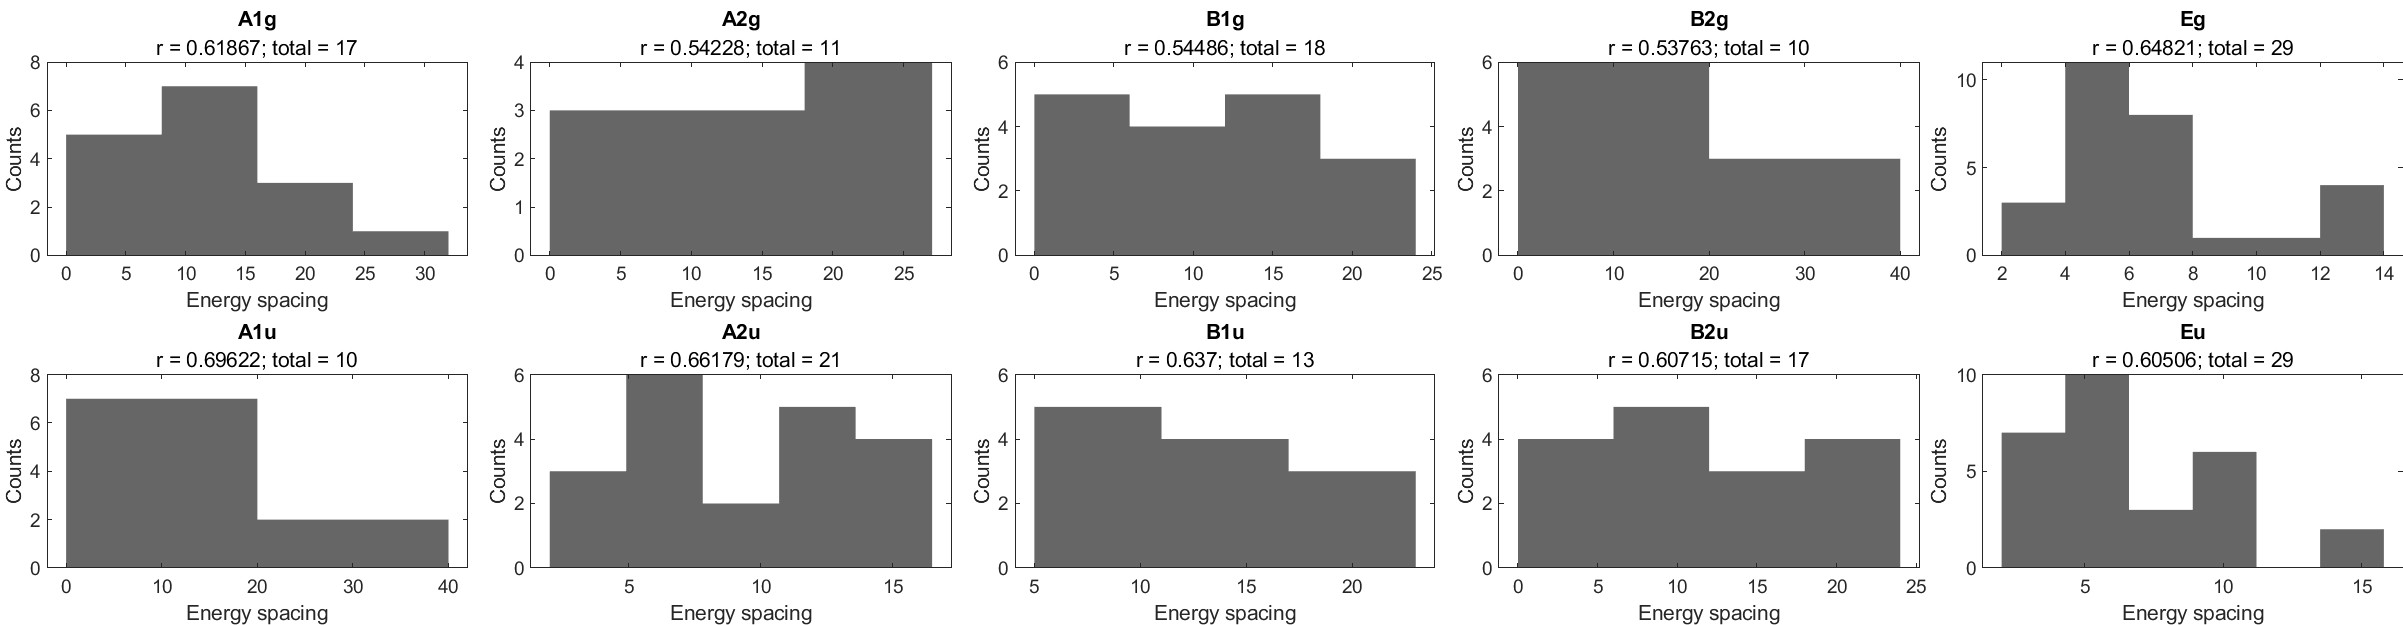 A1g
r = 0.61867; total = 17
8
6
4
2
0
Counts
0 5 10 15 20 25 30
Energy spacing
A2g
r = 0.54228; total = 11
4
3
2
1
0
Counts
0 5 10 15 20 25
Energy spacing
B1g
r = 0.54486; total = 18
6
4
2
0
Counts
0 5 10 15 20 25
Energy spacing
B2g
r = 0.53763; total = 10
6
4
2
0
Counts
0 10 20 30 40
Energy spacing
Eg
r = 0.64821; total = 29
10
5
0
Counts
2 4 6 8 10 12 14
Energy spacing
A1u
r = 0.69622; total = 10
8
6
4
2
0
Counts
0 10 20 30 40
Energy spacing
A2u
r = 0.66179; total = 21
6
4
2
0
Counts
5 10 15
Energy spacing
B1u
r = 0.637; total = 13
6
4
2
0
Counts
5 10 15 20
Energy spacing
B2u
r = 0.60715; total = 17
6
4
2
0
Counts
0 5 10 15 20 25
Energy spacing
Eu
r = 0.60506; total = 29
10
5
0
Counts
5 10 15
Energy spacing